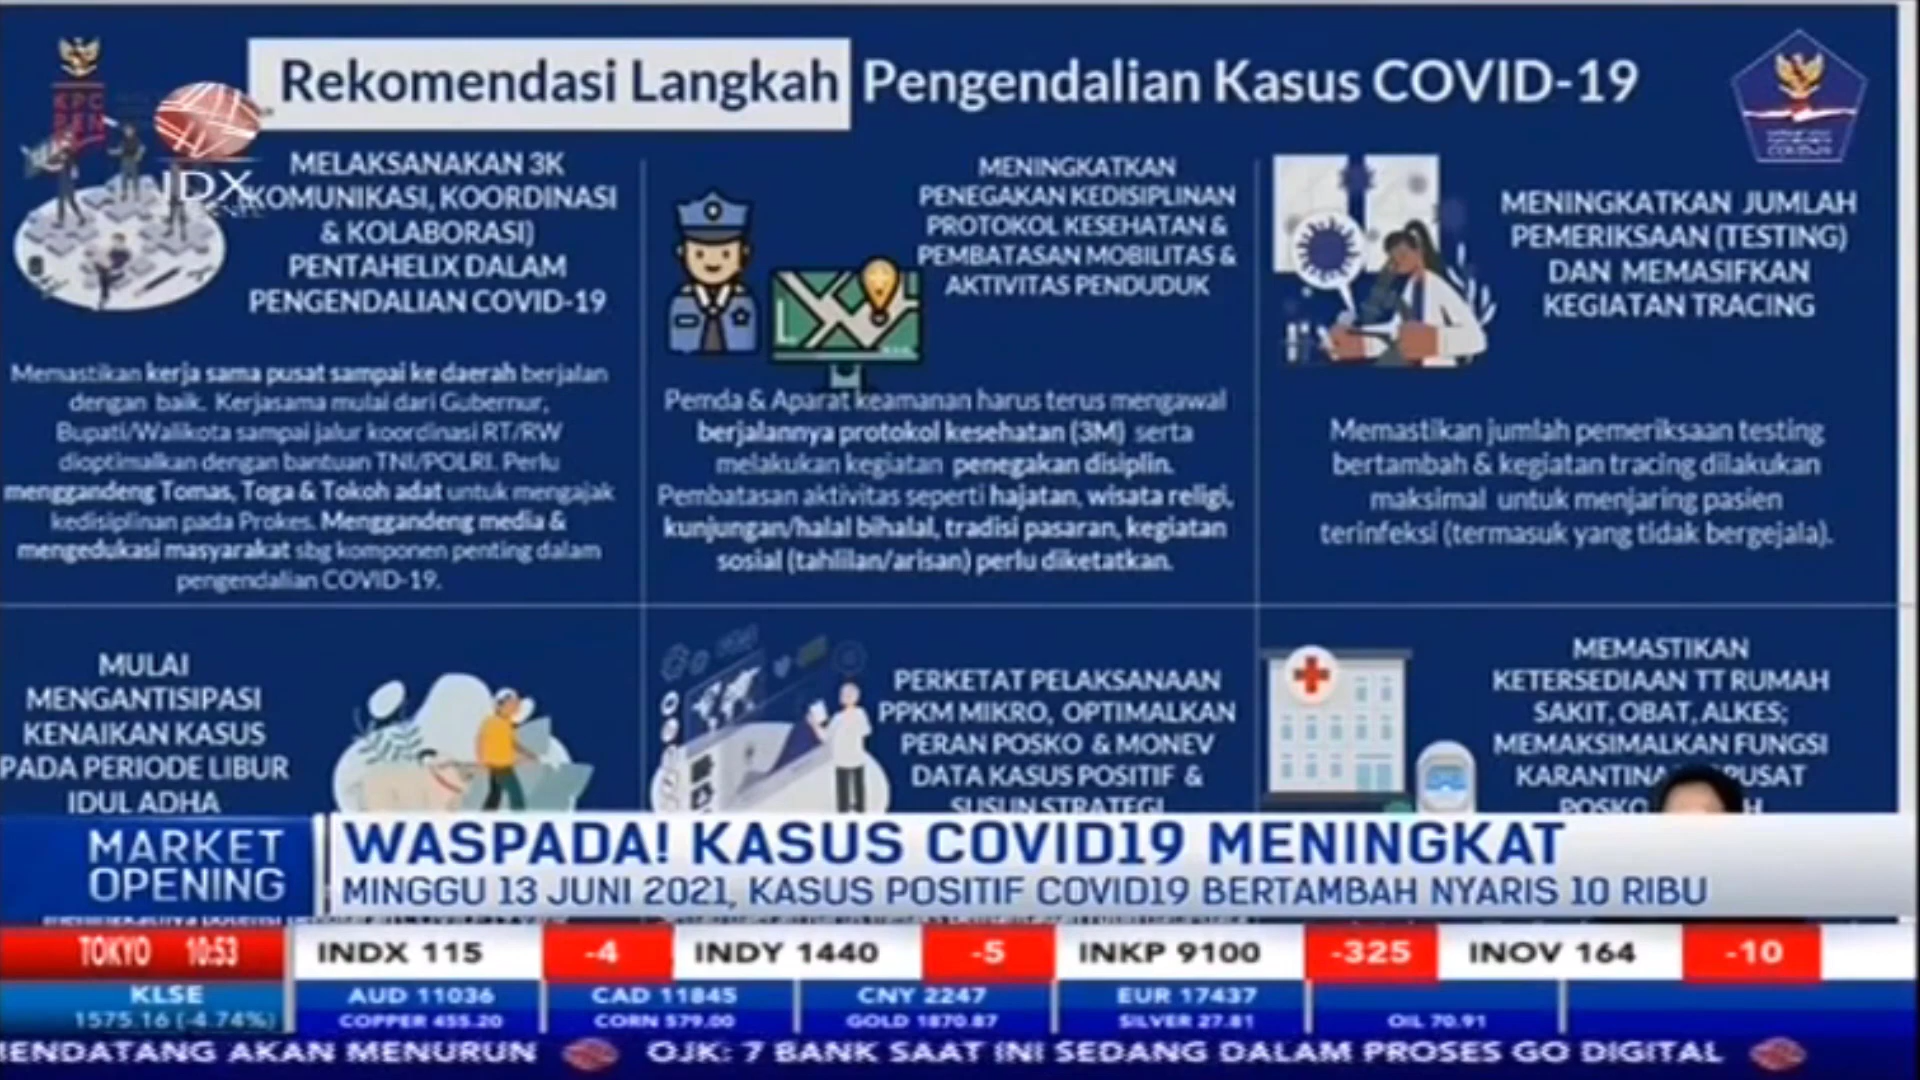 Rekomendasi Langkah Pengendalian Kasus COVID-19
KPC
PEN
IDX
MELAKSANAKAN 3K
KOMUNIKASI, KOORDINASI
& KOLABORASI)
PENTAHELIX DALAM
PENGENDALIAN COVID-19
Memastikan kerja sama pusat sampai ke daerah berjalan
dengan baik. Kerjasama mulai dari Gubernur,
Bupati/Walikota sampai jalur koordinasi RT/RW
dioptimalkan dengan bantuan TNI/POLRI. Perlu
menggandeng Tomas, Toga & Tokoh adat untuk mengajak
kedisiplinan pada Prokes. Menggandeng media &
mengedukasi masyarakat sbg komponen penting dalam
pengendalian COVID-19.
MENINGKATKAN
PENEGAKAN KEDISIPLINAN
PROTOKOL KESEHATAN &
PEMBATASAN MOBILITAS &
AKTIVITAS PENDUDUK
Pemda & Aparat keamanan harus terus mengawal
berjalannya protokol kesehatan (3M) serta
melakukan kegiatan penegakan disiplin.
Pembatasan aktivitas seperti hajatan, wisata religi,
kunjungan/halal bihalal, tradisi pasaran, kegiatan
sosial (tahlilan/arisan) perlu diketatkan.
MENINGKATKAN JUMLAH
PEMERIKSAAN (TESTING)
DAN MEMASIFKAN
KEGIATAN TRACING
Memastikan jumlah pemeriksaan testing
bertambah & kegiatan tracing dilakukan
maksimal untuk menjaring pasien
terinfeksi (termasuk yang tidak bergejala).
MULAI
MENGANTISIPASI
KENAIKAN KASUS
PADA PERIODE LIBUR
IDUL ADHA
PERKETAT PELAKSANAAN
PPKM MIKRO, OPTIMALKAN
PERAN POSKO & MONEV
DATA KASUS POSITIF &
SUSUN STRATEGI
MEMASTIKAN
KETERSEDIAAN TT RUMAH
SAKIT, OBAT, ALKES;
MEMAKSIMALKAN FUNGSI
KARANTINA PUSAT
POSKO
MARKET
OPENING
WASPADA! KASUS COVID19 MENINGKAT
MINGGU 13 JUNI 2021, KASUS POSITIF COVID19 BERTAMBAH NYARIS 10 RIBU
TOKYO 10:53 INDX 115 -4 INDY 1440 -5 INKP 9100 -325 INOV 164 -10
KLSE AUD 11036 CAD 11845 CNY 2247 EUR 17437
1575.16 (-4.74%) COPPER 455.20 CORN 579.00 GOLD 1870.87 SILVER 27.81 OIL 70.91
ENDATANG AKAN MENURUN OJK: 7 BANK SAAT INI SEDANG DALAM PROSES GO DIGITAL